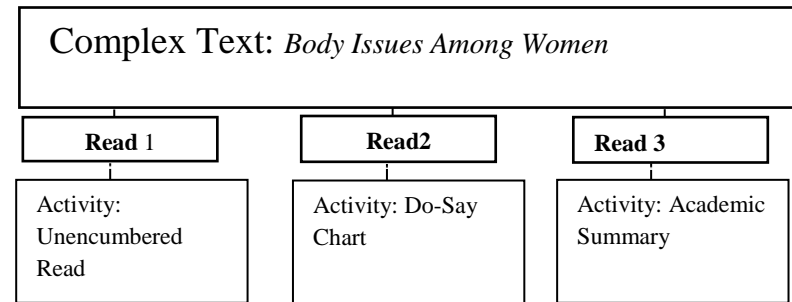 Complex Text: Body Issues Among Women
Read 1
Read2
Read 3
Activity:
Unencumbered
Read
Activity: Do-Say
Chart
Activity: Academic
Summary